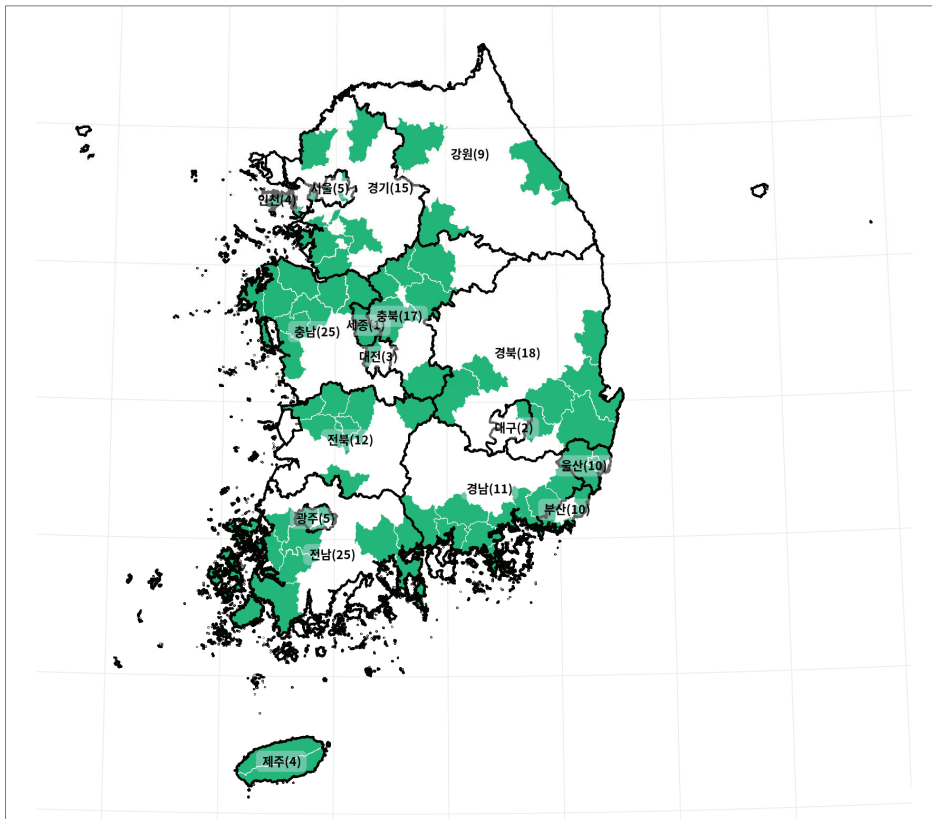 강원(9)
서울(5)
경기(15)
인천(4)
충북(17)
세종(1)
충남(25)
경북(18)
대전(3)
대구(2)
전북(12)
울산(10)
경남(11)
부산(10)
광주(5)
전남(25)
제주(4)